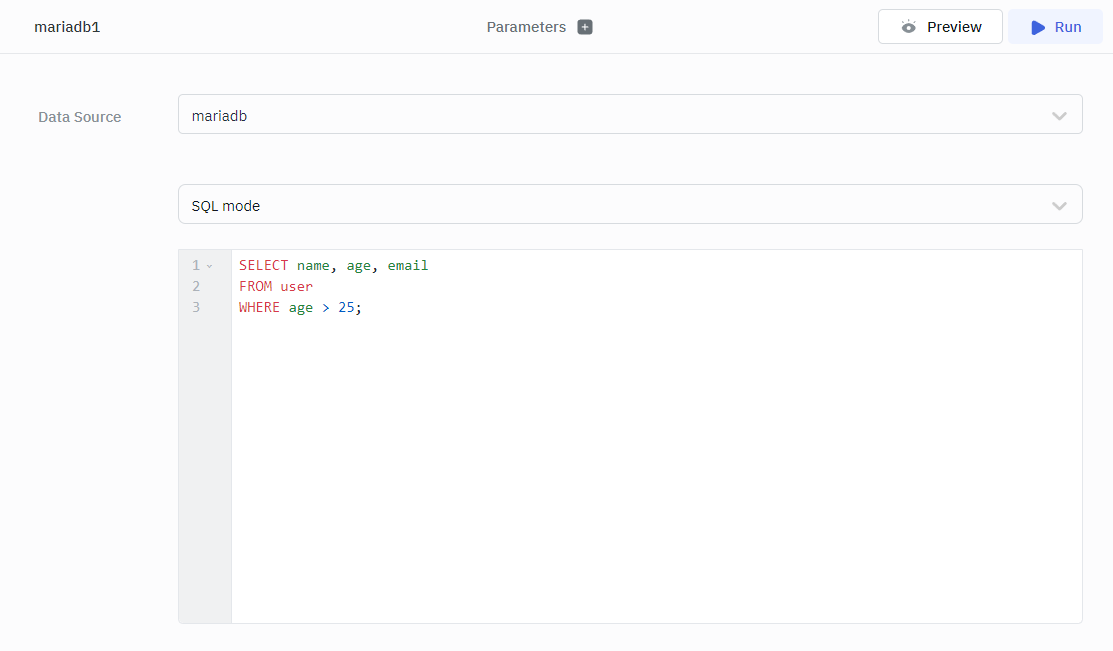 mariadb1
Parameters
Preview
Run
Data Source
mariadb
SQL mode
1 SELECT name, age, email
2 FROM user
3 WHERE age > 25;